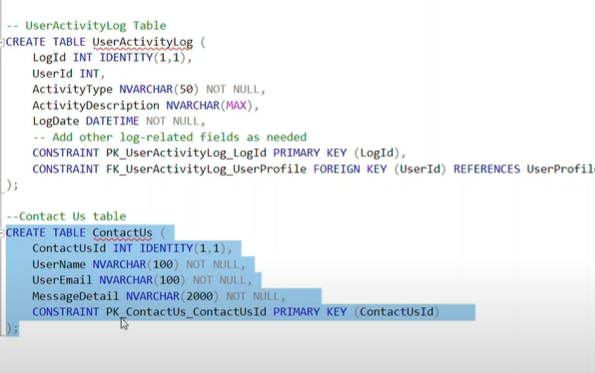 -- UserActivityLog Table
CREATE TABLE UserActivityLog (
LogId INT IDENTITY(1,1),
UserId INT,
ActivityType NVARCHAR(50) NOT NULL,
ActivityDescription NVARCHAR(MAX),
LogDate DATETIME NOT NULL,
-- Add other log-related fields as needed
CONSTRAINT PK_UserActivityLog_LogId PRIMARY KEY (LogId),
CONSTRAINT FK_UserActivityLog_UserProfile FOREIGN KEY (UserId) REFERENCES UserProfil
);
--Contact Us table
CREATE TABLE ContactUs (
ContactUsId INT IDENTITY(1,1),
UserName NVARCHAR(100) NOT NULL,
UserEmail NVARCHAR(100) NOT NULL,
MessageDetail NVARCHAR(2000) NOT NULL,
CONSTRAINT PK_ContactUs_ContactUsId PRIMARY KEY (ContactUsId)
);